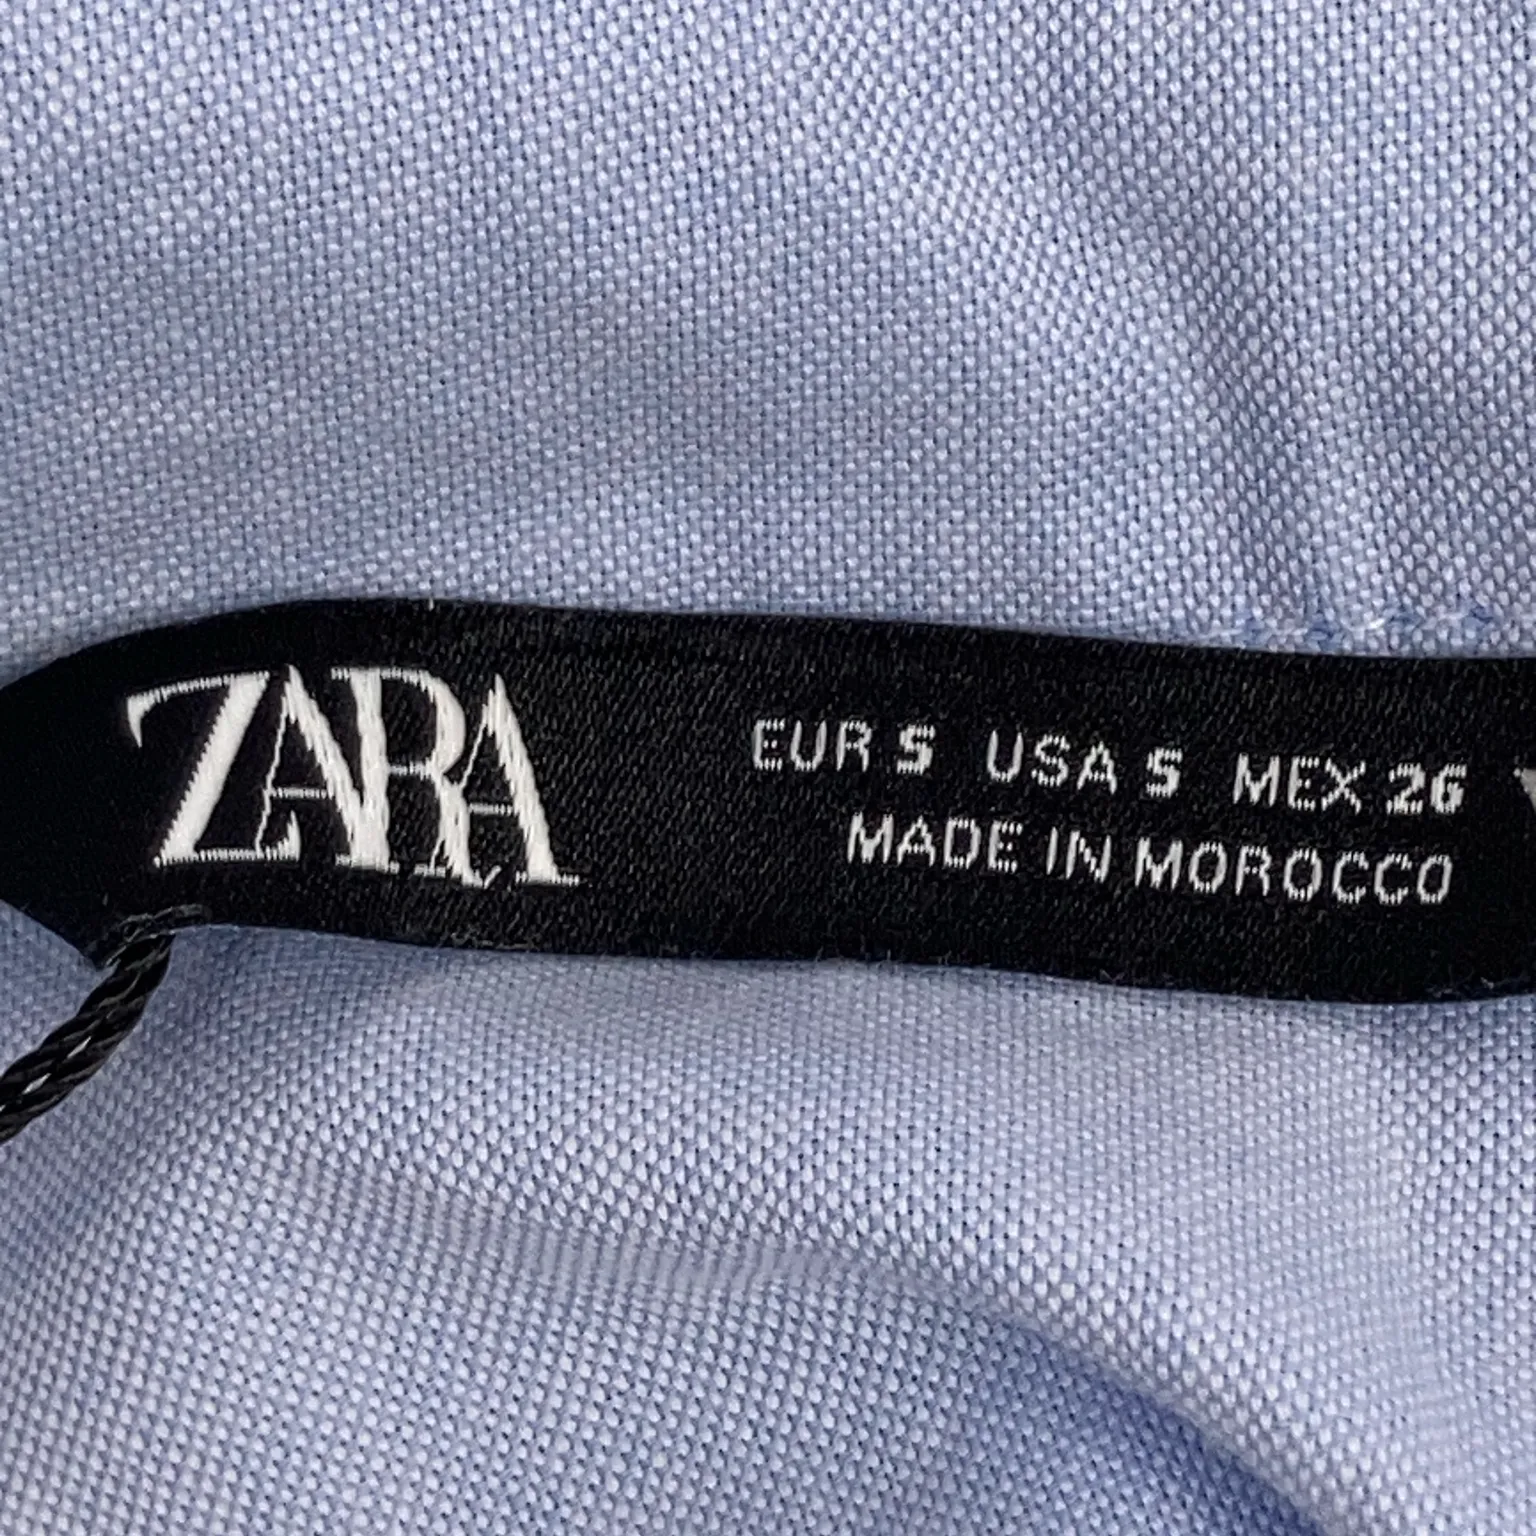 ZARA
EUR S USA S MEX 26
MADE IN MOROCCO